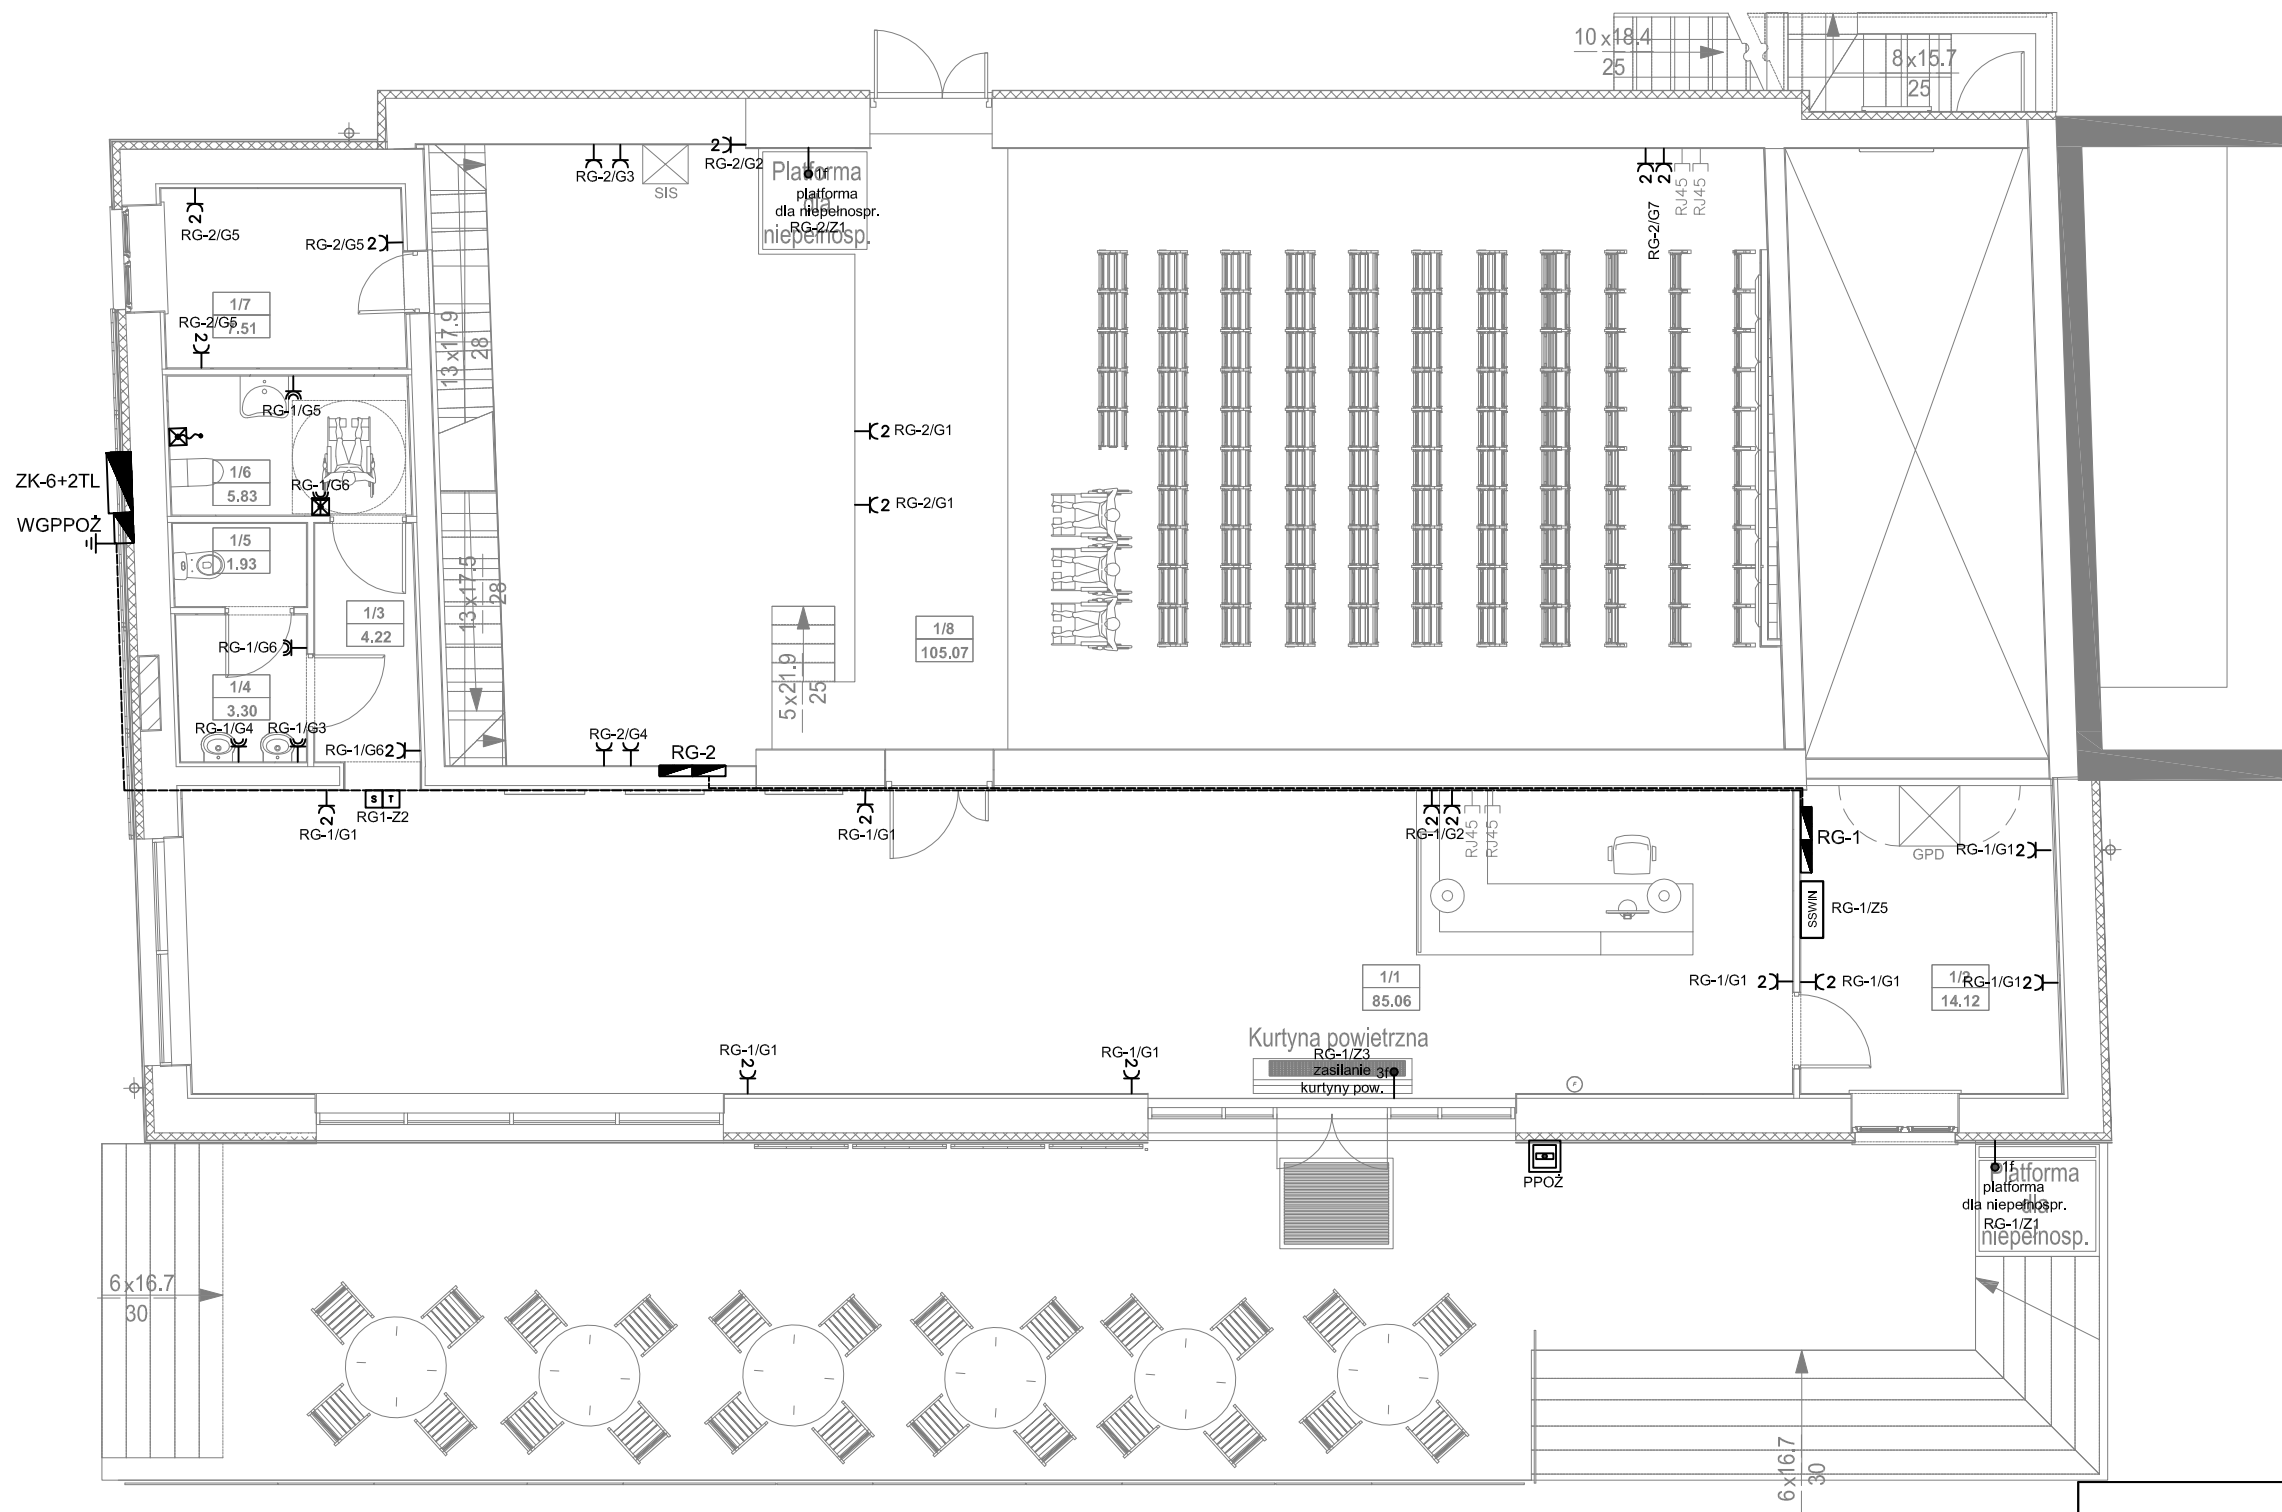 10x18.4
25
8x15.7
25
2
RG-2/G2
RG-2/G3
SIS
Platforma
dla
niepełnosp.
1f
platforma
dla niepełnospr.
RG-2/Z1
2
2
RG-2/G7
RJ45
RJ45
2
RG-2/G5
RG-2/G5
2
1/7
7.51
RG-2/G5
2
13x17.9
28
RG-1/G5
1/6
5.83
RG-1/G6
ZK-6+2TL
WGPPOŻ
2
RG-2/G1
2
RG-2/G1
1/5
1.93
13x17.5
28
1/3
4.22
RG-1/G6
1/4
3.30
RG-1/G4
RG-1/G3
RG-1/G6
2
1/8
105.07
5x21.9
25
RG-2/G4
RG-2
2
RG-1/G1
S
T
RG1-Z2
2
RG-1/G1
2
2
RG-1/G2
RJ45
RJ45
RG-1
GPD
RG-1/G1
2
SSWIN
RG-1/Z5
1/1
85.06
RG-1/G1
2
2
RG-1/G1
1/2
14.12
RG-1/G1
2
RG-1/G1
2
RG-1/G1
2
Kurtyna powietrzna
RG-1/Z3
zasilanie
kurtyny pow.
3f
F
PPOŻ
1f
Platforma
dla
niepełnosp.
platforma
dla niepełnospr.
RG-1/Z1
6x16.7
30
6x16.7
30